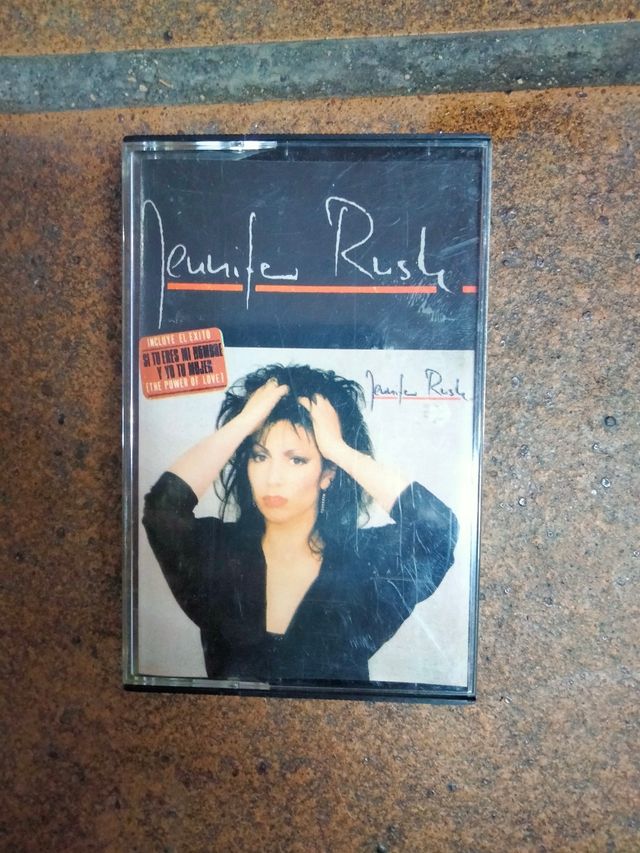 Jennifer Rush
INCLUYE EL EXITO
SI TU ERES MI HOMBRE
Y YO TU MUJER
(THE POWER OF LOVE)
Jennifer Rush